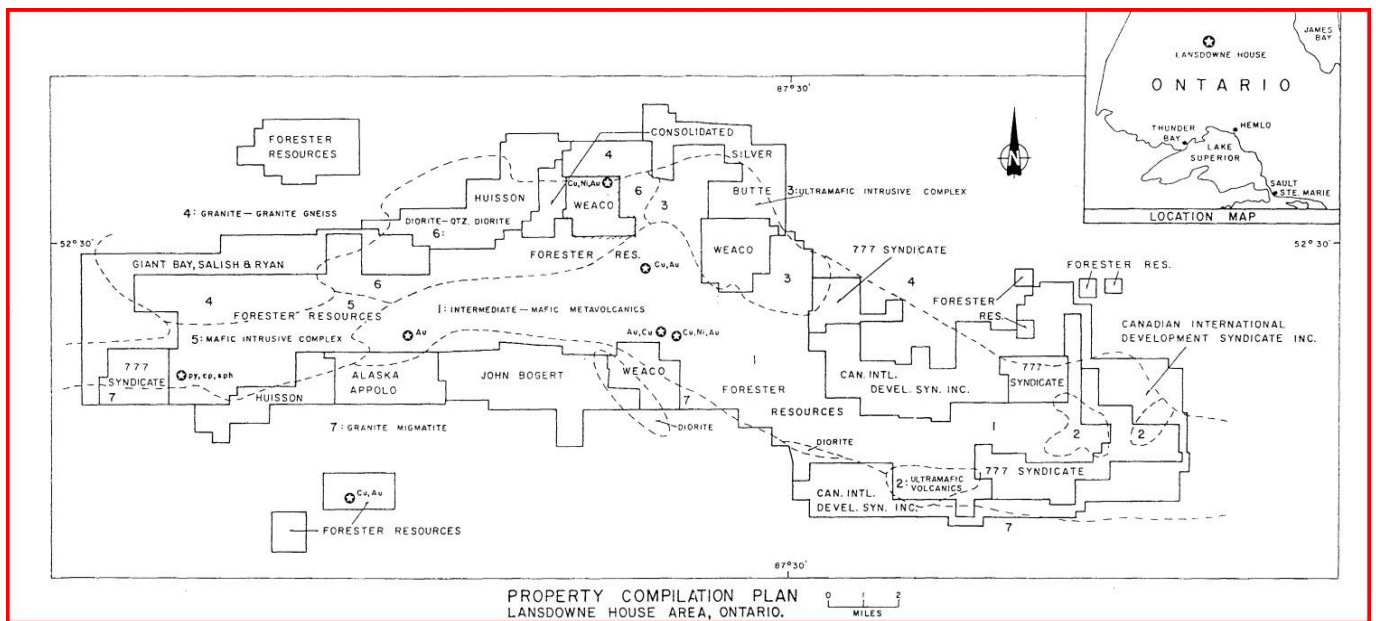 JAMES
BAY
LANSDOWNE HOUSE
ONTARIO
THUNDER
BAY
HEMLO
LAKE
SUPERIOR
SAULT
STE. MARIE
LOCATION MAP
87°30'
N
FORESTER
RESOURCES
CONSOLIDATED
4
SILVER
BUTTE
3: ULTRAMAFIC INTRUSIVE COMPLEX
Cu,Ni,Au
HUISSON
WEACO
6
3
4: GRANITE-GRANITE GNEISS
DIORITE-QTZ. DIORITE
6:
52°30'
52°30'
GIANT BAY, SALISH & RYAN
FORESTER RES.
WEACO
777 SYNDICATE
Cu,Au
3
4
FORESTER RES.
6
4
5
FORESTER RESOURCES
1: INTERMEDIATE-MAFIC METAVOLCANICS
FORESTER
RES.
CANADIAN INTERNATIONAL
DEVELOPMENT SYNDICATE INC.
5: MAFIC INTRUSIVE COMPLEX
Au
Au,Cu
Cu,Ni,Au
777
SYNDICATE
py,cp,sph
7
HUISSON
ALASKA
APPOLO
JOHN BOGERT
WEACO
1
FORESTER
RESOURCES
CAN. INTL.
DEVEL. SYN. INC.
777
SYNDICATE
7
7: GRANITE MIGMATITE
DIORITE
DIORITE
1
2
2
777 SYNDICATE
2: ULTRAMAFIC
VOLCANICS
CAN. INTL.
DEVEL. SYN. INC.
7
Cu,Au
FORESTER RESOURCES
87°30'
PROPERTY COMPILATION PLAN
LANSDOWNE HOUSE AREA, ONTARIO.
0 1 2
MILES